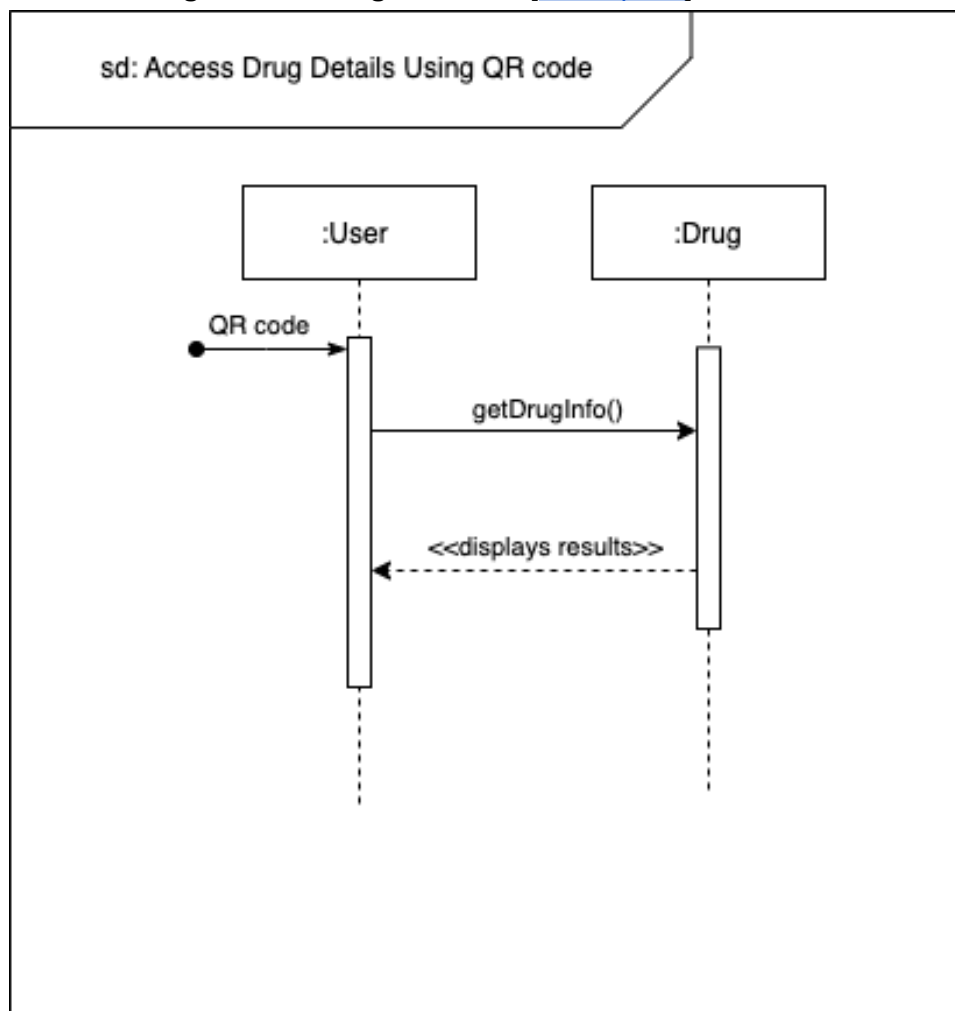 sd: Access Drug Details Using QR code
:User
:Drug
QR code
getDrugInfo()
<<displays results>>